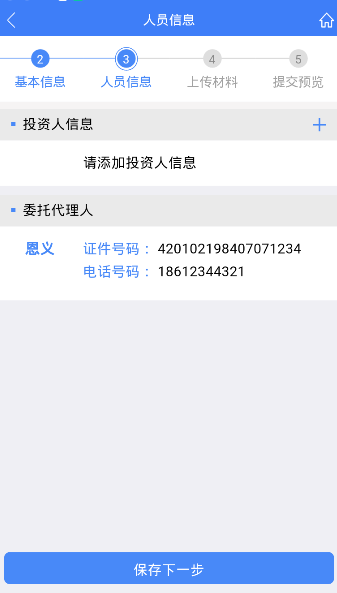 人员信息
2 3 4 5
基本信息 人员信息 上传材料 提交预览
投资人信息
请添加投资人信息
委托代理人
恩义 证件号码： 420102198407071234
电话号码： 18612344321
保存下一步